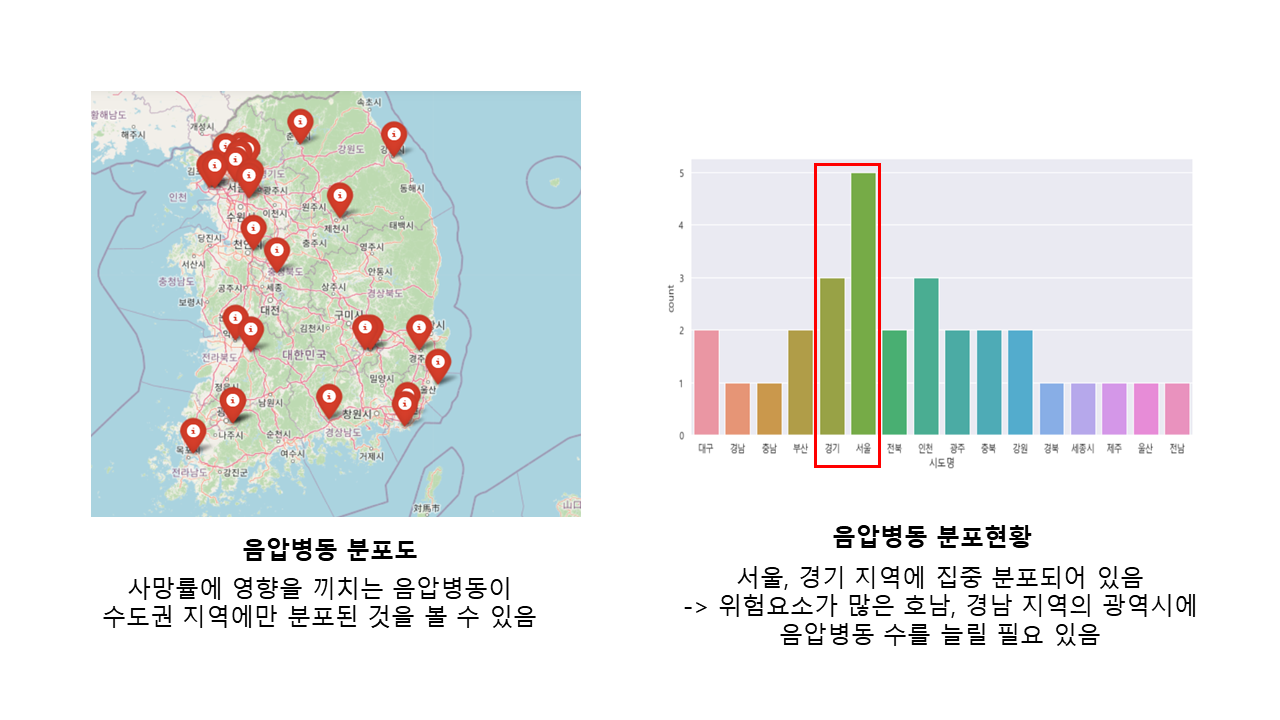 속초시
황해남도
개성시
해주시
강원도
김포
서울
경기도
광주시
동해시
인천
수원시
이천시
원주시
제천시
태백시
당진시
천안시
충주시
영주시
서산시
충청북도
안동시
충청남도
공주시
세종
상주시
경상북도
보령시
대전
구미시
김천시
전라북도
대한민국
경주
밀양시
울산
정읍시
남원시
창원시
나주시
순천시
경상남도
목포
여수시
거제시
전라남도
강진군
対馬市
山口
음압병동 분포도
사망률에 영향을 끼치는 음압병동이
수도권 지역에만 분포된 것을 볼 수 있음
5
4
3
2
1
0
count
대구 경남 충남 부산 경기 서울 전북 인천 광주 충북 강원 경북 세종시 제주 울산 전남
시도명
음압병동 분포현황
서울, 경기 지역에 집중 분포되어 있음
-> 위험요소가 많은 호남, 경남 지역의 광역시에
음압병동 수를 늘릴 필요 있음